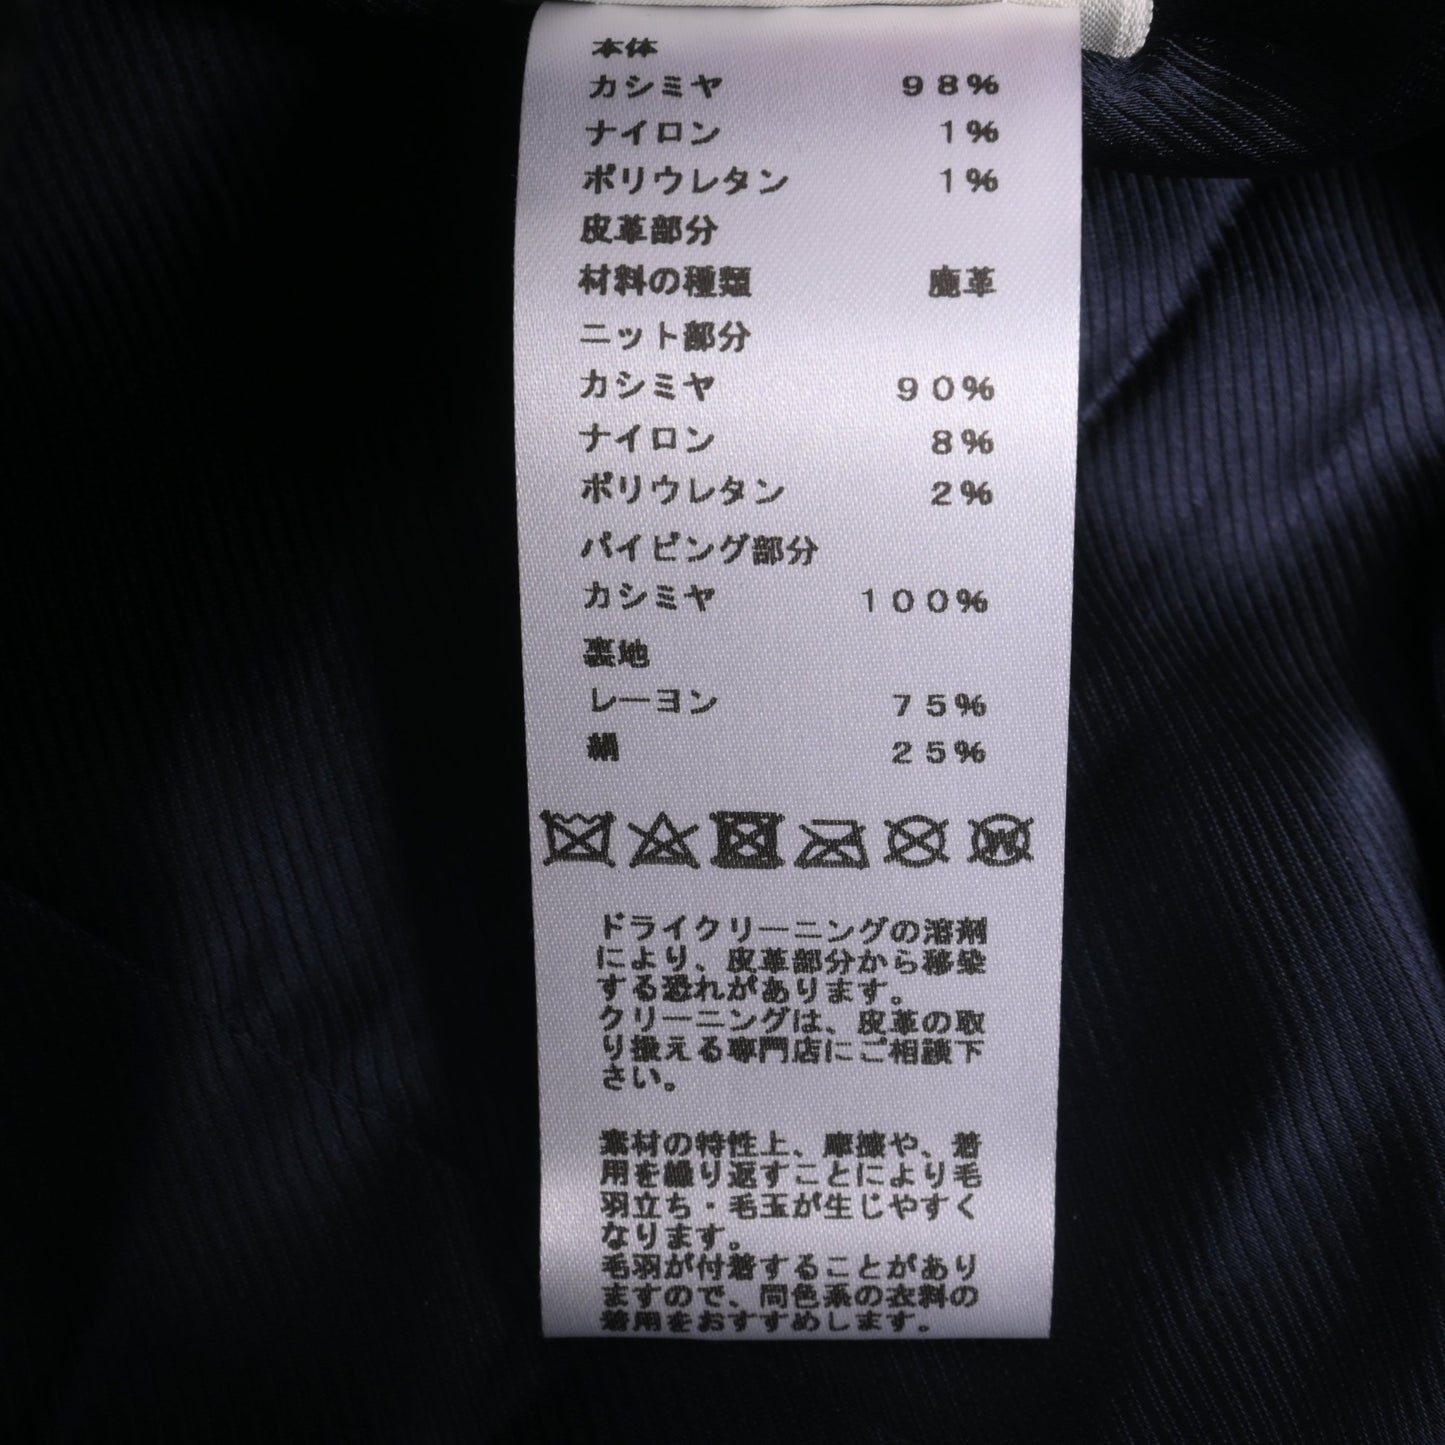 本体
カシミヤ 98%
ナイロン 1%
ポリウレタン 1%
皮革部分
材料の種類 鹿革
ニット部分
カシミヤ 90%
ナイロン 8%
ポリウレタン 2%
パイピング部分
カシミヤ 100%
裏地
レーヨン 75%
絹 25%
W
ドライクリーニングの溶剤
により、皮革部分から移染
する恐れがあります。
クリーニングは、皮革の取
り扱える専門店にご相談下
さい。
素材の特性上、摩擦や、着
用を繰り返すことにより毛
羽立ち・毛玉が生じやすく
なります。
毛羽が付着することがあり
ますので、同色系の衣料の
着用をおすすめします。